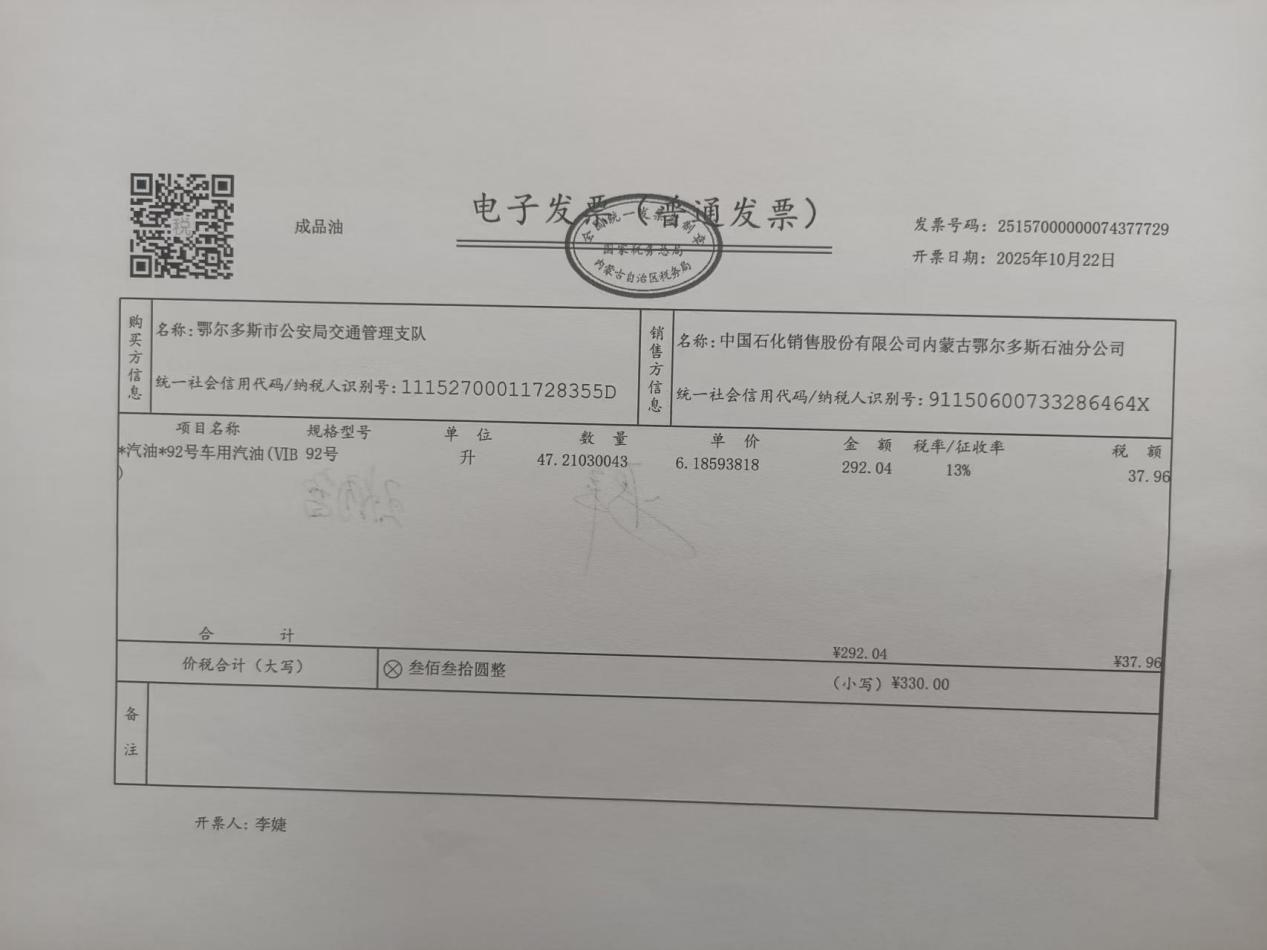 成品油
电子发票（普通发票）
全国统一发票监制章
国家税务总局
内蒙古自治区税务局
发票号码：25157000000074377729
开票日期：2025年10月22日
购买方信息
名称：鄂尔多斯市公安局交通管理支队
统一社会信用代码/纳税人识别号：11152700011728355D
销售方信息
名称：中国石化销售股份有限公司内蒙古鄂尔多斯石油分公司
统一社会信用代码/纳税人识别号：91150600733286464X
项目名称 规格型号 单位 数量 单价 金额 税率/征收率 税额
*汽油*92号车用汽油(VIB 92号 升 47.21030043 6.18593818 292.04 13% 37.96
)
合计 ¥292.04 ¥37.96
价税合计（大写） ⊗ 叁佰叁拾圆整 （小写）¥330.00
备注
开票人：李婕
税